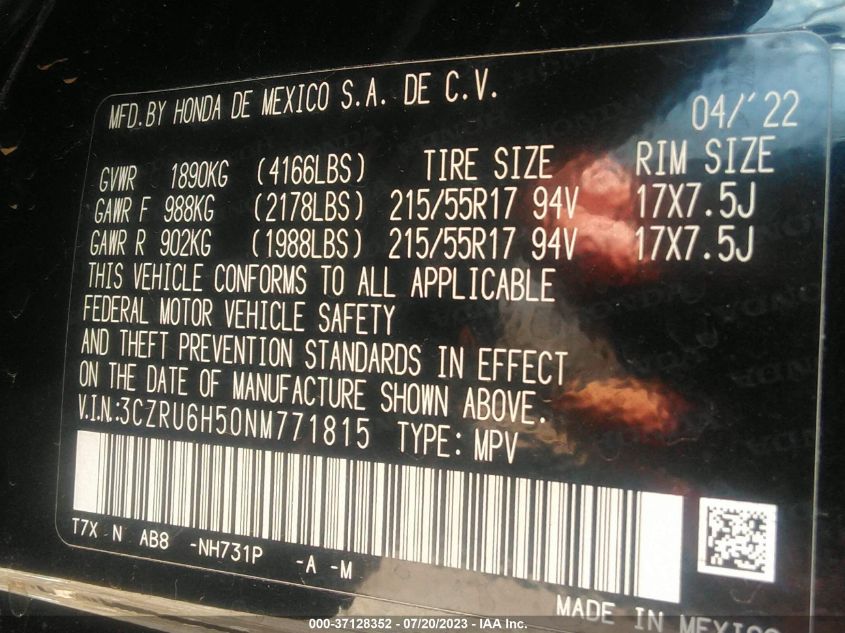 MFD.BY HONDA DE MEXICO S.A. DE C.V.
04/'22
GVWR 1890KG (4166LBS) TIRE SIZE RIM SIZE
GAWR F 988KG (2178LBS) 215/55R17 94V 17X7.5J
GAWR R 902KG (1988LBS) 215/55R17 94V 17X7.5J
THIS VEHICLE CONFORMS TO ALL APPLICABLE
FEDERAL MOTOR VEHICLE SAFETY
AND THEFT PREVENTION STANDARDS IN EFFECT
ON THE DATE OF MANUFACTURE SHOWN ABOVE.
V.I.N.:3CZRU6H50NM771815 TYPE: MPV
T7X N AB8 -NH731P -A -M
MADE IN MEXICO
000-37128352 - 07/20/2023 - IAA Inc.